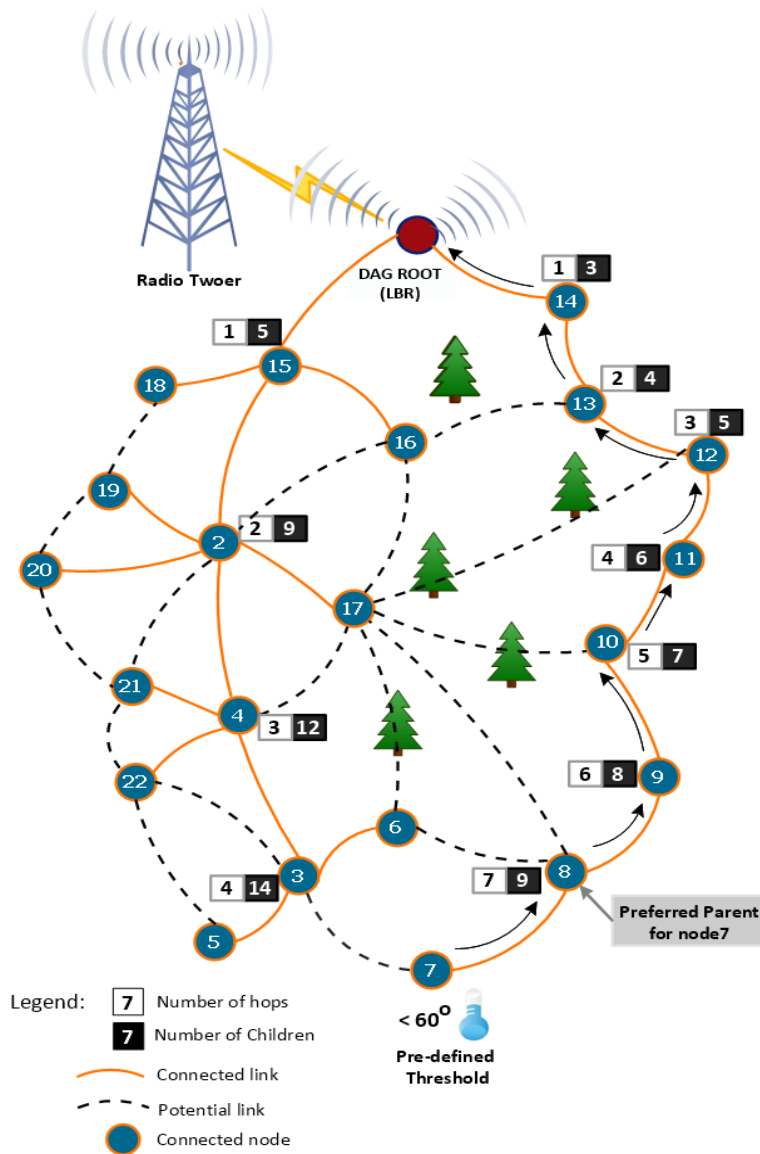 Radio Twoer
DAG ROOT
(LBR)
1 3
14
1 5
15
18
2 4
13
3 5
12
16
19
2
2 9
20
4 6
11
17
10
5 7
21
4
3 12
22
6 8
9
6
3
4 14
7 9
8
5
Preferred Parent
for node7
7
Legend:
7 Number of hops
7 Number of Children
Connected link
Potential link
Connected node
< 60O
Pre-defined
Threshold